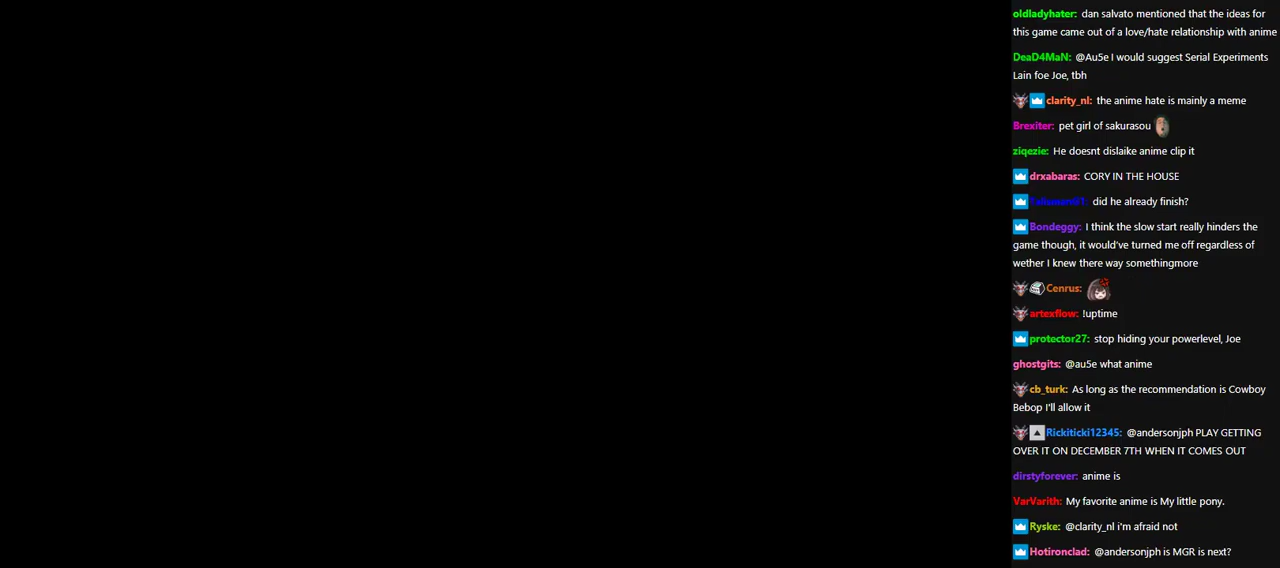 oldladyhater: dan salvato mentioned that the ideas for
this game came out of a love/hate relationship with anime
DeaD4MaN: @Au5e I would suggest Serial Experiments
Lain foe Joe, tbh
clarity_nl: the anime hate is mainly a meme
Brexiter: pet girl of sakurasou
ziqezie: He doesnt dislaike anime clip it
drxabaras: CORY IN THE HOUSE
did he already finish?
Bondeggy: I think the slow start really hinders the
game though, it would've turned me off regardless of
wether I knew there way somethingmore
Cenrus:
artexflow: !uptime
protector27: stop hiding your powerlevel, Joe
ghostgits: @au5e what anime
cb_turk: As long as the recommendation is Cowboy
Bebop I'll allow it
Rickiticki12345: @andersonjph PLAY GETTING
OVER IT ON DECEMBER 7TH WHEN IT COMES OUT
dirstyforever: anime is
VarVarith: My favorite anime is My little pony.
Ryske: @clarity_nl i'm afraid not
Hotironclad: @andersonjph is MGR is next?